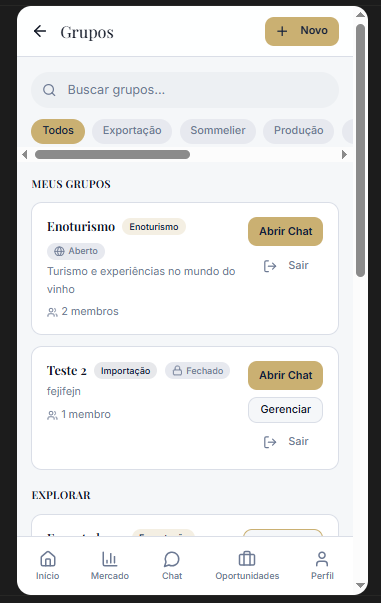 Grupos
Novo
Buscar grupos...
Todos Exportação Sommelier Produção
MEUS GRUPOS
Enoturismo Enoturismo Abrir Chat
Aberto
Sair
Turismo e experiências no mundo do
vinho
2 membros
Teste 2 Importação Fechado Abrir Chat
fejifejn
1 membro
Gerenciar
Sair
EXPLORAR
Início Mercado Chat Oportunidades Perfil